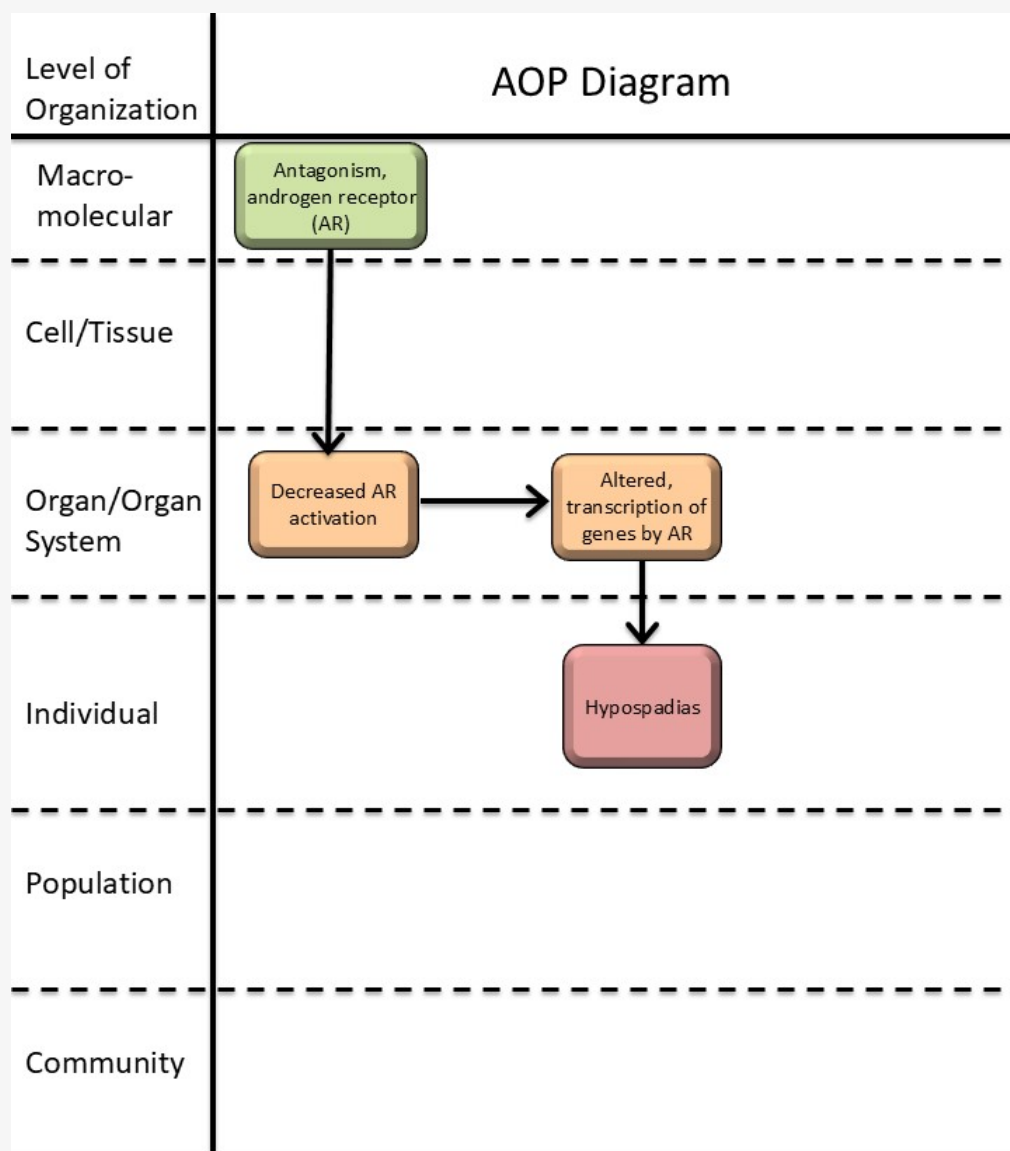 Level of
Organization
AOP Diagram
Macro-
molecular
Antagonism,
androgen receptor
(AR)
Cell/Tissue
Organ/Organ
System
Decreased AR
activation
Altered,
transcription of
genes by AR
Individual
Hypospadias
Population
Community